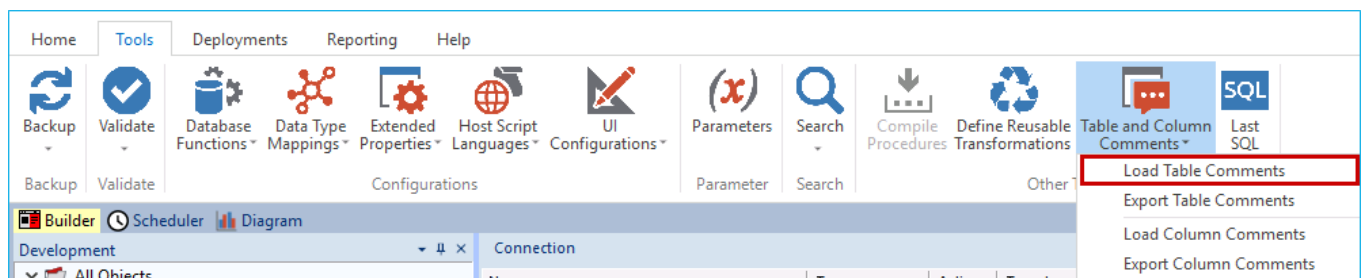 Home Tools Deployments Reporting Help
Backup Validate Database Functions Data Type Mappings Extended Properties Host Script Languages UI Configurations (x) Parameters Search Compile Procedures Define Reusable Transformations Table and Column Comments SQL Last SQL
Backup Validate Configurations Parameter Search Other
Load Table Comments
Export Table Comments
Load Column Comments
Export Column Comments
Builder Scheduler Diagram
Development Connection
All Objects